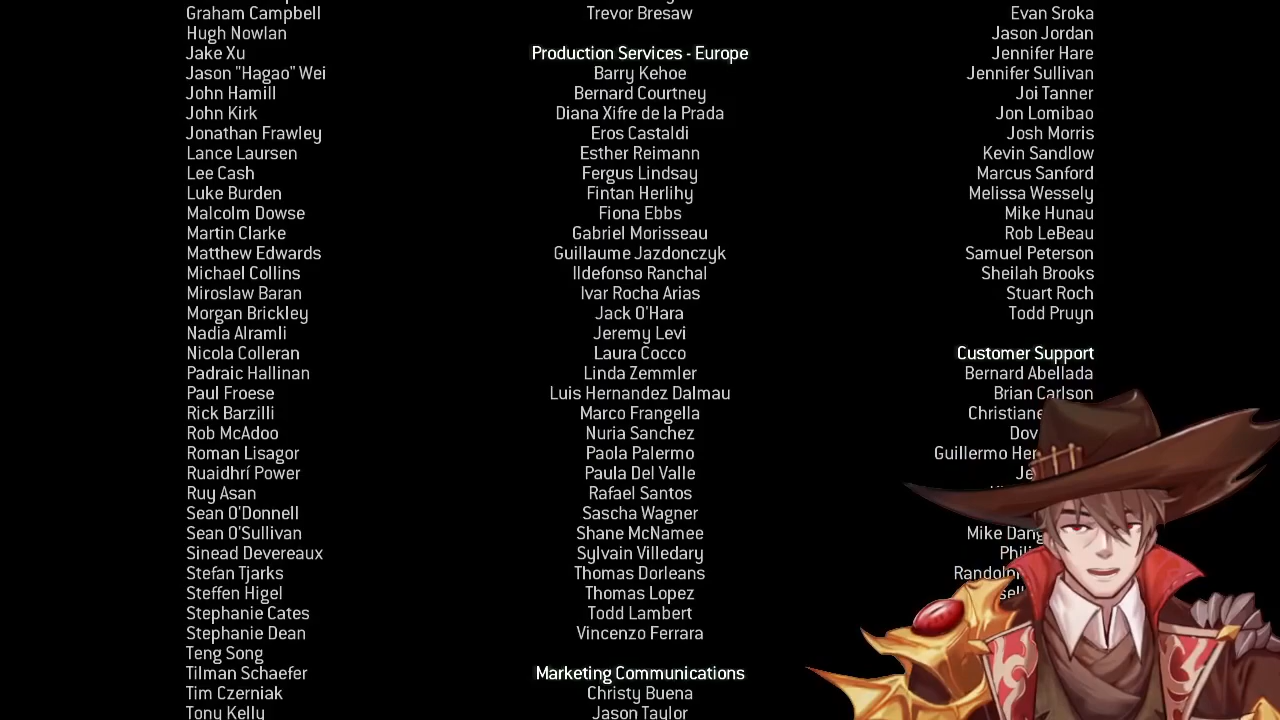 Graham Campbell
Hugh Nowlan
Jake Xu
Jason "Hagao" Wei
John Hamill
John Kirk
Jonathan Frawley
Lance Laursen
Lee Cash
Luke Burden
Malcolm Dowse
Martin Clarke
Matthew Edwards
Michael Collins
Miroslaw Baran
Morgan Brickley
Nadia Alramli
Nicola Colleran
Padraic Hallinan
Paul Froese
Rick Barzilli
Rob McAdoo
Roman Lisagor
Ruaidhrí Power
Ruy Asan
Sean O'Donnell
Sean O'Sullivan
Sinead Devereaux
Stefan Tjarks
Steffen Higel
Stephanie Cates
Stephanie Dean
Teng Song
Tilman Schaefer
Tim Czerniak
Tony Kelly
Trevor Bresaw
Production Services - Europe
Barry Kehoe
Bernard Courtney
Diana Xifre de la Prada
Eros Castaldi
Esther Reimann
Fergus Lindsay
Fintan Herlihy
Fiona Ebbs
Gabriel Morisseau
Guillaume Jazdonczyk
Ildefonso Ranchal
Ivar Rocha Arias
Jack O'Hara
Jeremy Levi
Laura Cocco
Linda Zemmler
Luis Hernandez Dalmau
Marco Frangella
Nuria Sanchez
Paola Palermo
Paula Del Valle
Rafael Santos
Sascha Wagner
Shane McNamee
Sylvain Villedary
Thomas Dorleans
Thomas Lopez
Todd Lambert
Vincenzo Ferrara
Marketing Communications
Christy Buena
Jason Taylor
Evan Sroka
Jason Jordan
Jennifer Hare
Jennifer Sullivan
Joi Tanner
Jon Lomibao
Josh Morris
Kevin Sandlow
Marcus Sanford
Melissa Wessely
Mike Hunau
Rob LeBeau
Samuel Peterson
Sheilah Brooks
Stuart Roch
Todd Pruyn
Customer Support
Bernard Abellada
Brian Carlson
Christiane
Guillermo
Mike